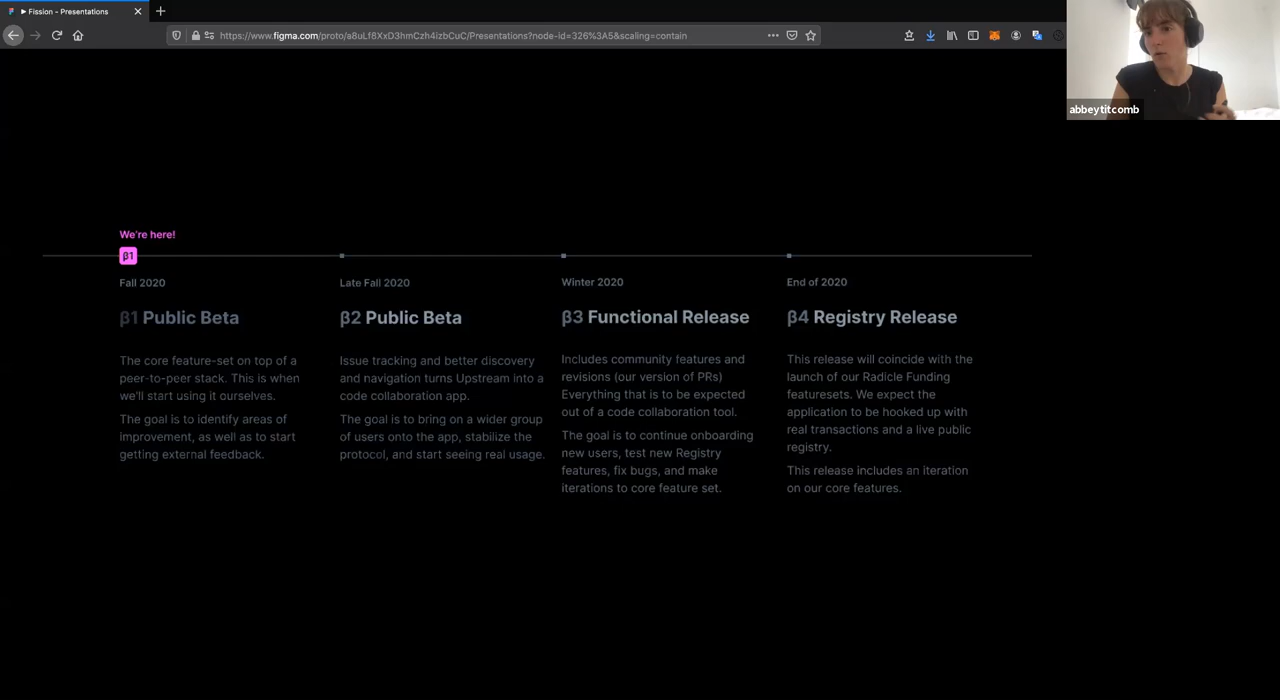 Fission – Presentations
https://www.figma.com/proto/e8uLf8XxD3hmCzh4izbCuC/Presentations?node-id=326%3A5&scaling=contain
abbeytitcomb
We're here!
β1
Fall 2020
β1 Public Beta
The core feature-set on top of a
peer-to-peer stack. This is when
we'll start using it ourselves.
The goal is to identify areas of
improvement, as well as to start
getting external feedback.
Late Fall 2020
β2 Public Beta
Issue tracking and better discovery
and navigation turns Upstream into a
code collaboration app.
The goal is to bring on a wider group
of users onto the app, stabilize the
protocol, and start seeing real usage.
Winter 2020
β3 Functional Release
Includes community features and
revisions (our version of PRs)
Everything that is to be expected
out of a code collaboration tool.
The goal is to continue onboarding
new users, test new Registry
features, fix bugs, and make
iterations to core feature set.
End of 2020
β4 Registry Release
This release will coincide with the
launch of our Radicle Funding
featuresets. We expect the
application to be hooked up with
real transactions and a live public
registry.
This release includes an iteration
on our core features.